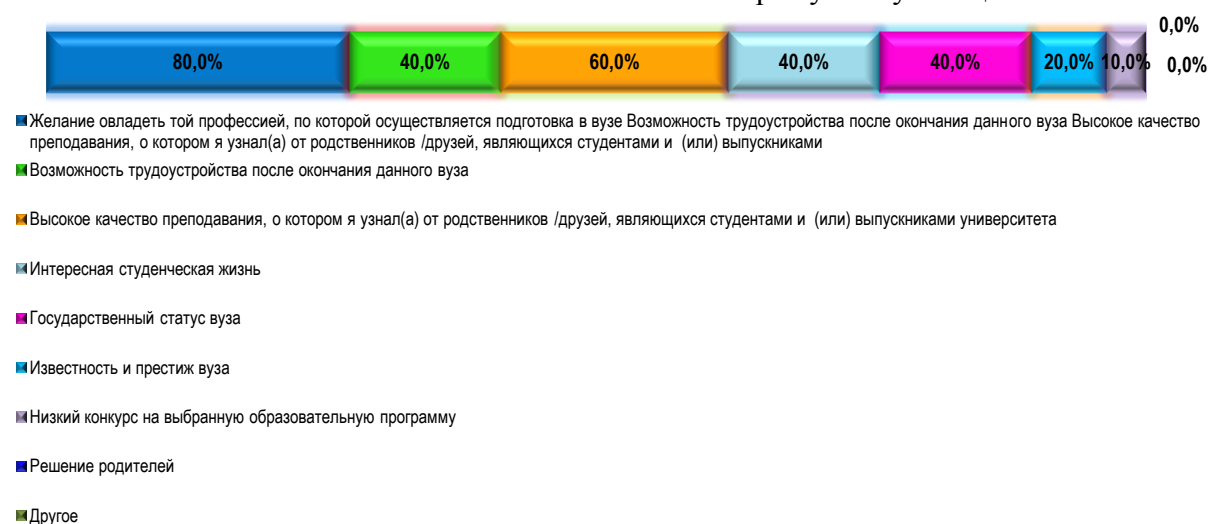 0,0%
80,0% 40,0% 60,0% 40,0% 40,0% 20,0% 10,0% 0,0%
Желание овладеть той профессией, по которой осуществляется подготовка в вузе Возможность трудоустройства после окончания данного вуза Высокое качество
преподавания, о котором я узнал(а) от родственников /друзей, являющихся студентами и (или) выпускниками
Возможность трудоустройства после окончания данного вуза
Высокое качество преподавания, о котором я узнал(а) от родственников /друзей, являющихся студентами и (или) выпускниками университета
Интересная студенческая жизнь
Государственный статус вуза
Известность и престиж вуза
Низкий конкурс на выбранную образовательную программу
Решение родителей
Другое